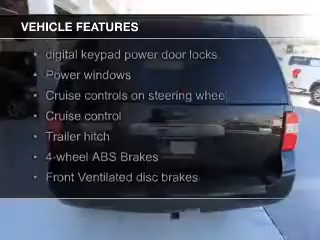 VEHICLE FEATURES
• digital keypad power door locks
• Power windows
• Cruise controls on steering wheel
• Cruise control
• Trailer hitch
• 4-wheel ABS Brakes
• Front Ventilated disc brakes